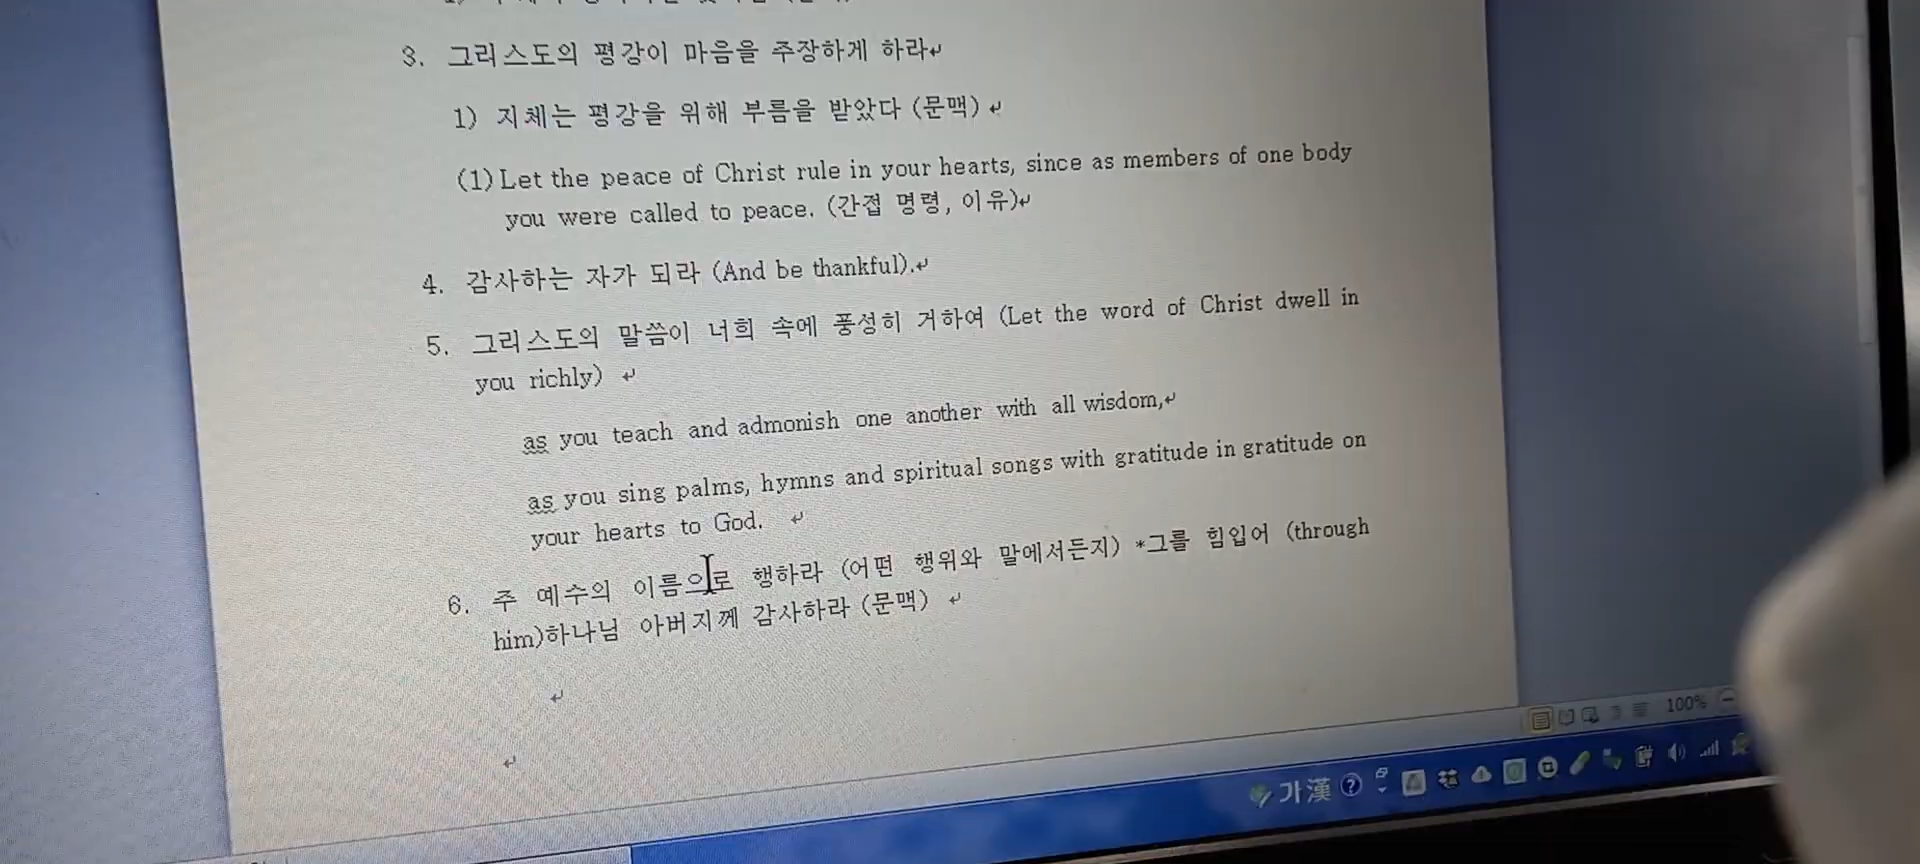 3. 그리스도의 평강이 마음을 주장하게 하라
1) 지체는 평강을 위해 부름을 받았다 (문맥)
(1) Let the peace of Christ rule in your hearts, since as members of one body
you were called to peace. (간접 명령, 이유)
4. 감사하는 자가 되라 (And be thankful).
5. 그리스도의 말씀이 너희 속에 풍성히 거하여 (Let the word of Christ dwell in
you richly)
as you teach and admonish one another with all wisdom,
as you sing palms, hymns and spiritual songs with gratitude in gratitude on
your hearts to God.
6. 주 예수의 이름으로 행하라 (어떤 행위와 말에서든지) *그를 힘입어 (through
him)하나님 아버지께 감사하라 (문맥)
100%
가漢